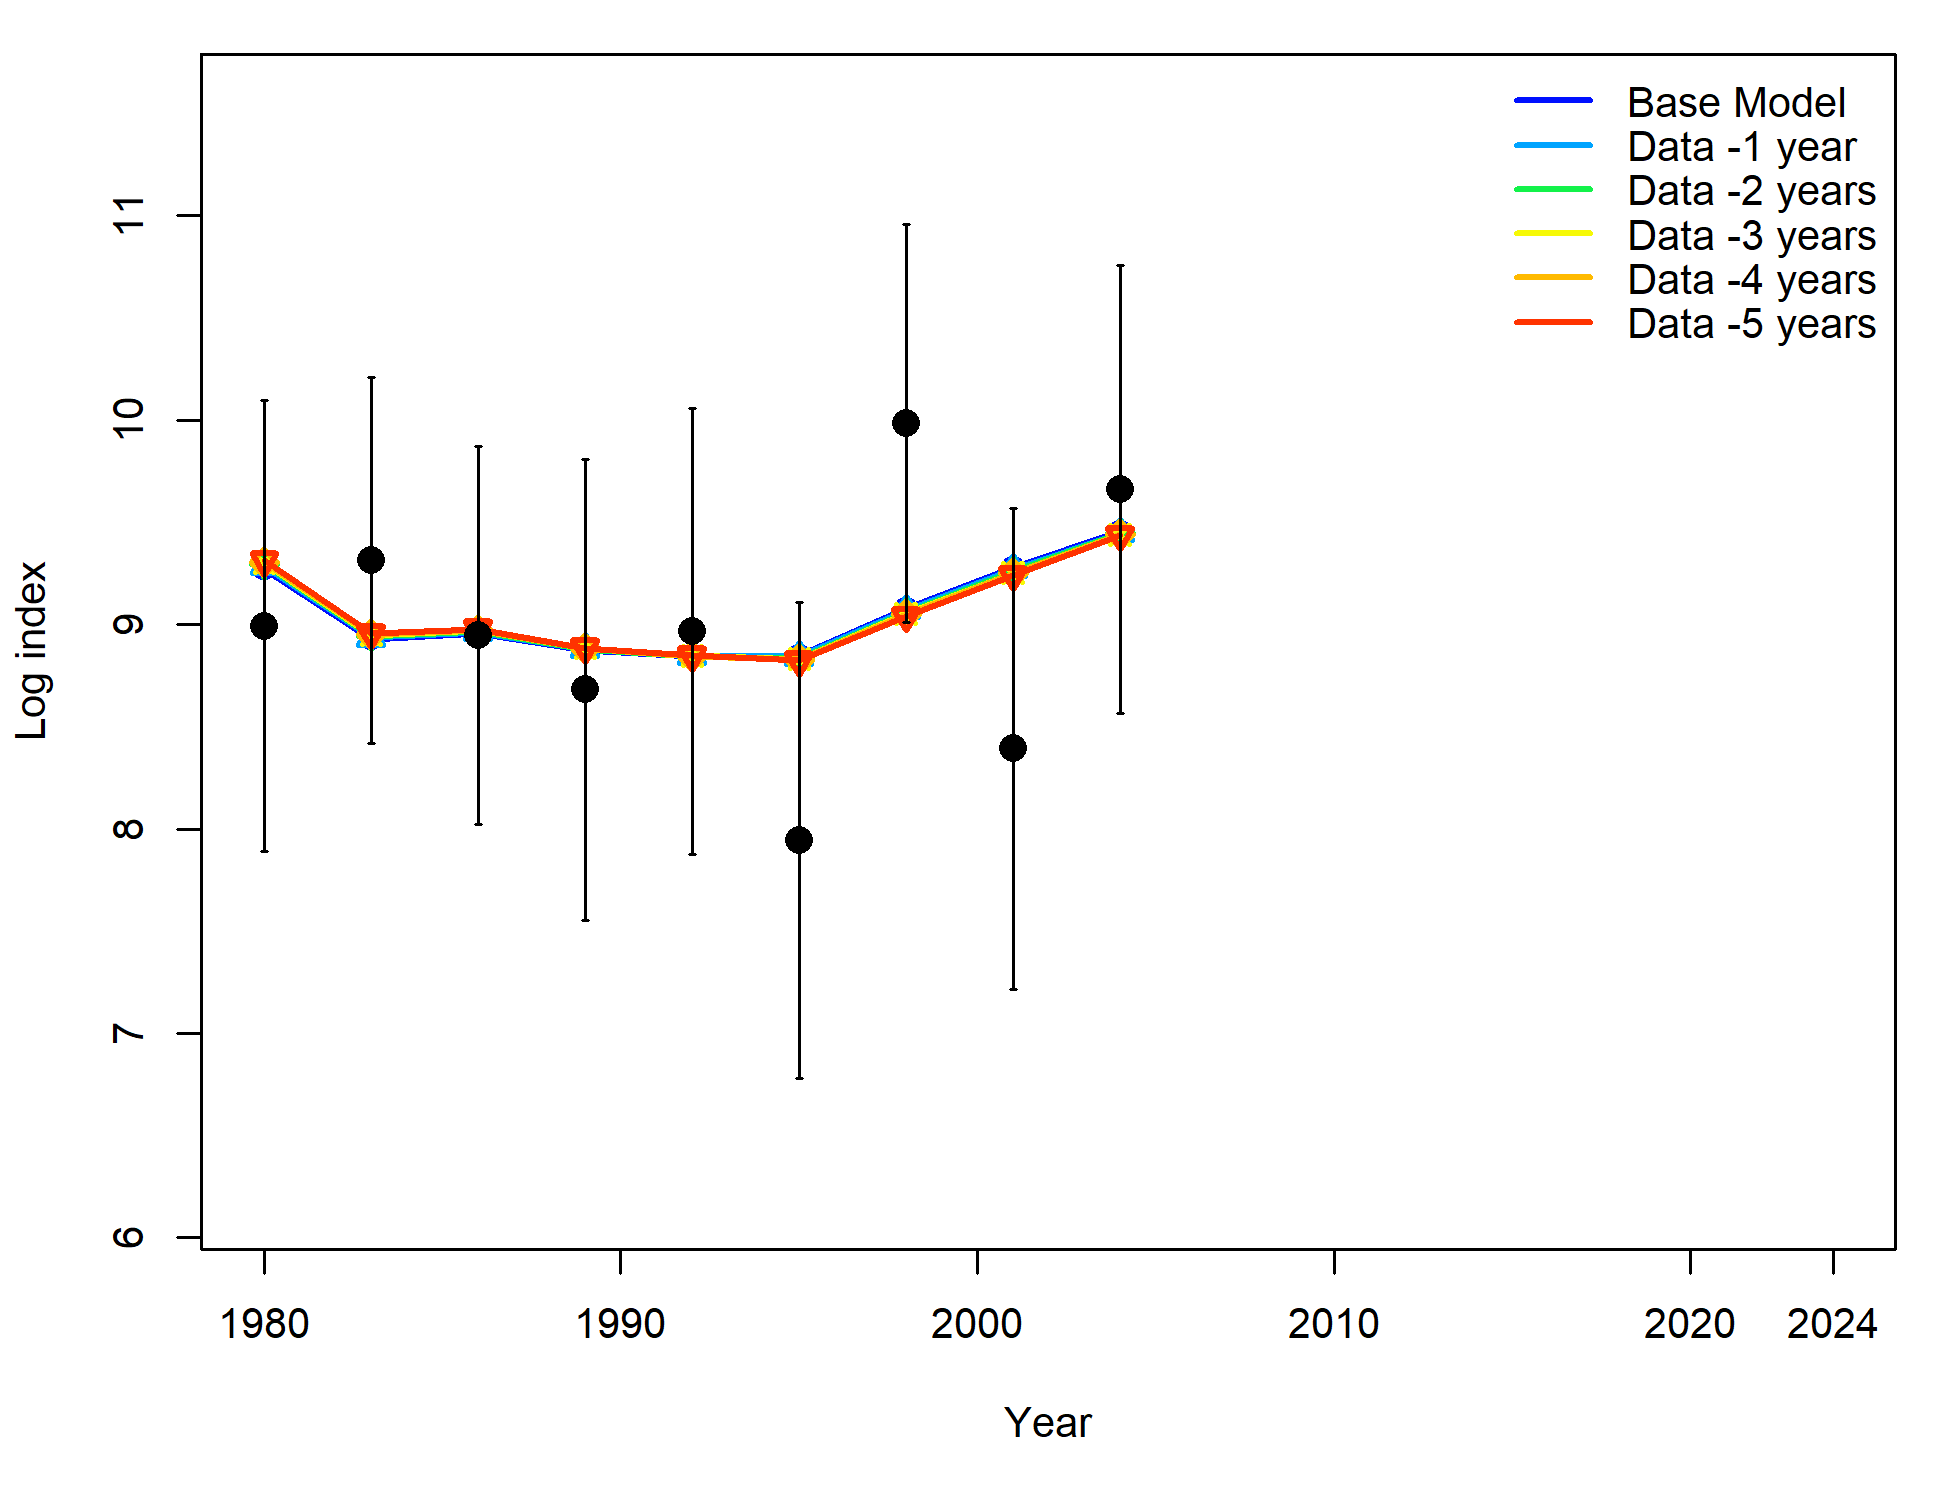 Base Model
Data -1 year
Data -2 years
Data -3 years
Data -4 years
Data -5 years
11
10
9
8
7
6
Log index
1980
1990
2000
2010
2020
2024
Year